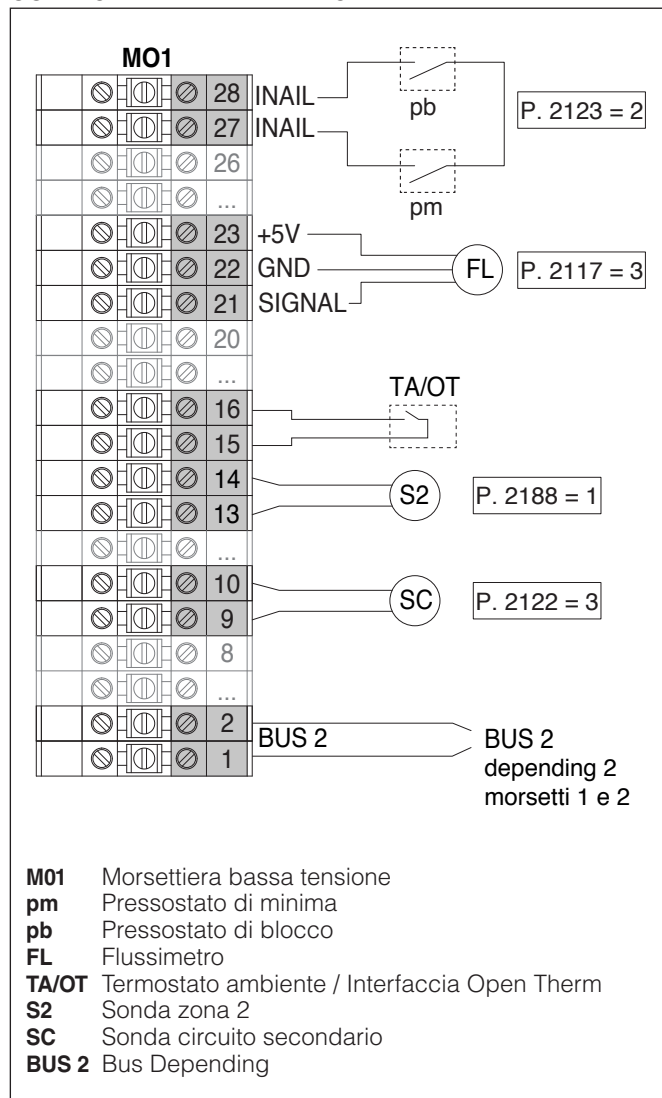 MO1
28 INAIL
pb
P. 2123 = 2
27 INAIL
26
pm
...
23 +5V
22 GND
FL
P. 2117 = 3
21 SIGNAL
20
...
TA/OT
16
15
14
S2
P. 2188 = 1
13
...
10
SC
P. 2122 = 3
9
8
...
2
BUS 2
1
BUS 2
depending 2
morsetti 1 e 2
M01 Morsettiera bassa tensione
pm Pressostato di minima
pb Pressostato di blocco
FL Flussimetro
TA/OT Termostato ambiente / Interfaccia Open Therm
S2 Sonda zona 2
SC Sonda circuito secondario
BUS 2 Bus Depending